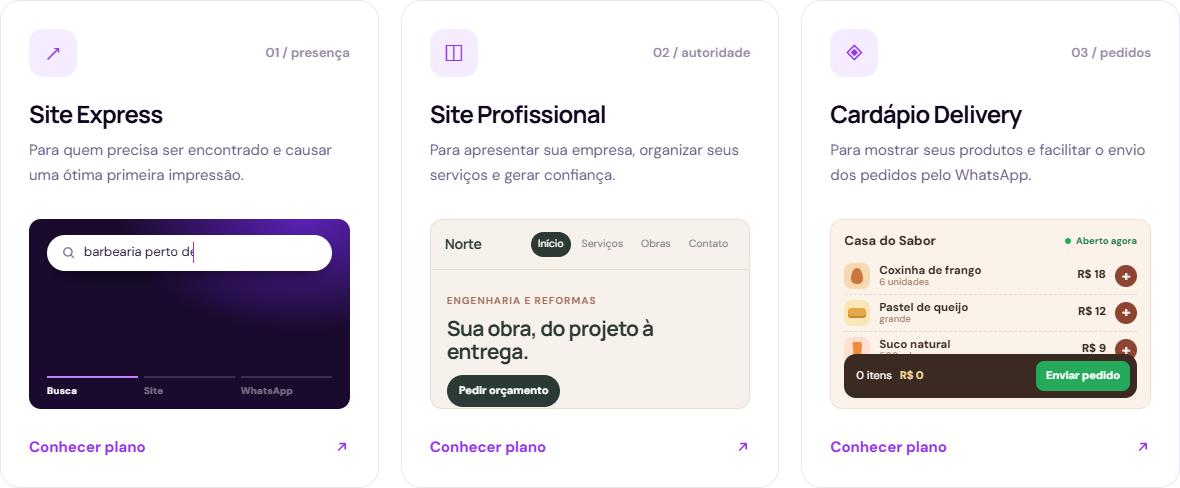 01 / presença
Site Express
Para quem precisa ser encontrado e causar
uma ótima primeira impressão.
barbearia perto de
Busca
Site
WhatsApp
Conhecer plano
02 / autoridade
Site Profissional
Para apresentar sua empresa, organizar seus
serviços e gerar confiança.
Norte
Início
Serviços
Obras
Contato
ENGENHARIA E REFORMAS
Sua obra, do projeto à
entrega.
Pedir orçamento
Conhecer plano
03 / pedidos
Cardápio Delivery
Para mostrar seus produtos e facilitar o envio
dos pedidos pelo WhatsApp.
Casa do Sabor
Aberto agora
Coxinha de frango
6 unidades
R$ 18
Pastel de queijo
grande
R$ 12
Suco natural
R$ 9
0 itens R$ 0
Enviar pedido
Conhecer plano